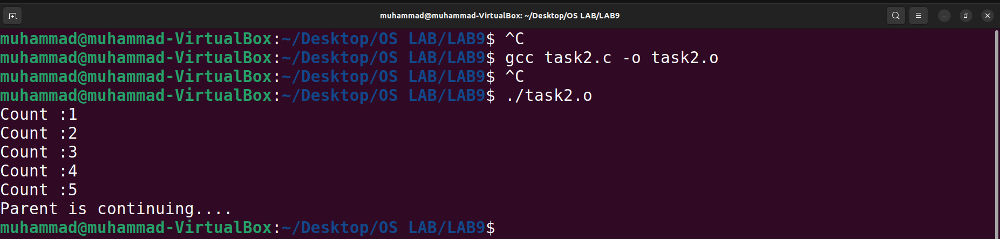 muhammad@muhammad-VirtualBox: ~/Desktop/OS LAB/LAB9
muhammad@muhammad-VirtualBox:~/Desktop/OS LAB/LAB9$ ^C
muhammad@muhammad-VirtualBox:~/Desktop/OS LAB/LAB9$ gcc task2.c -o task2.o
muhammad@muhammad-VirtualBox:~/Desktop/OS LAB/LAB9$ ^C
muhammad@muhammad-VirtualBox:~/Desktop/OS LAB/LAB9$ ./task2.o
Count :1
Count :2
Count :3
Count :4
Count :5
Parent is continuing....
muhammad@muhammad-VirtualBox:~/Desktop/OS LAB/LAB9$